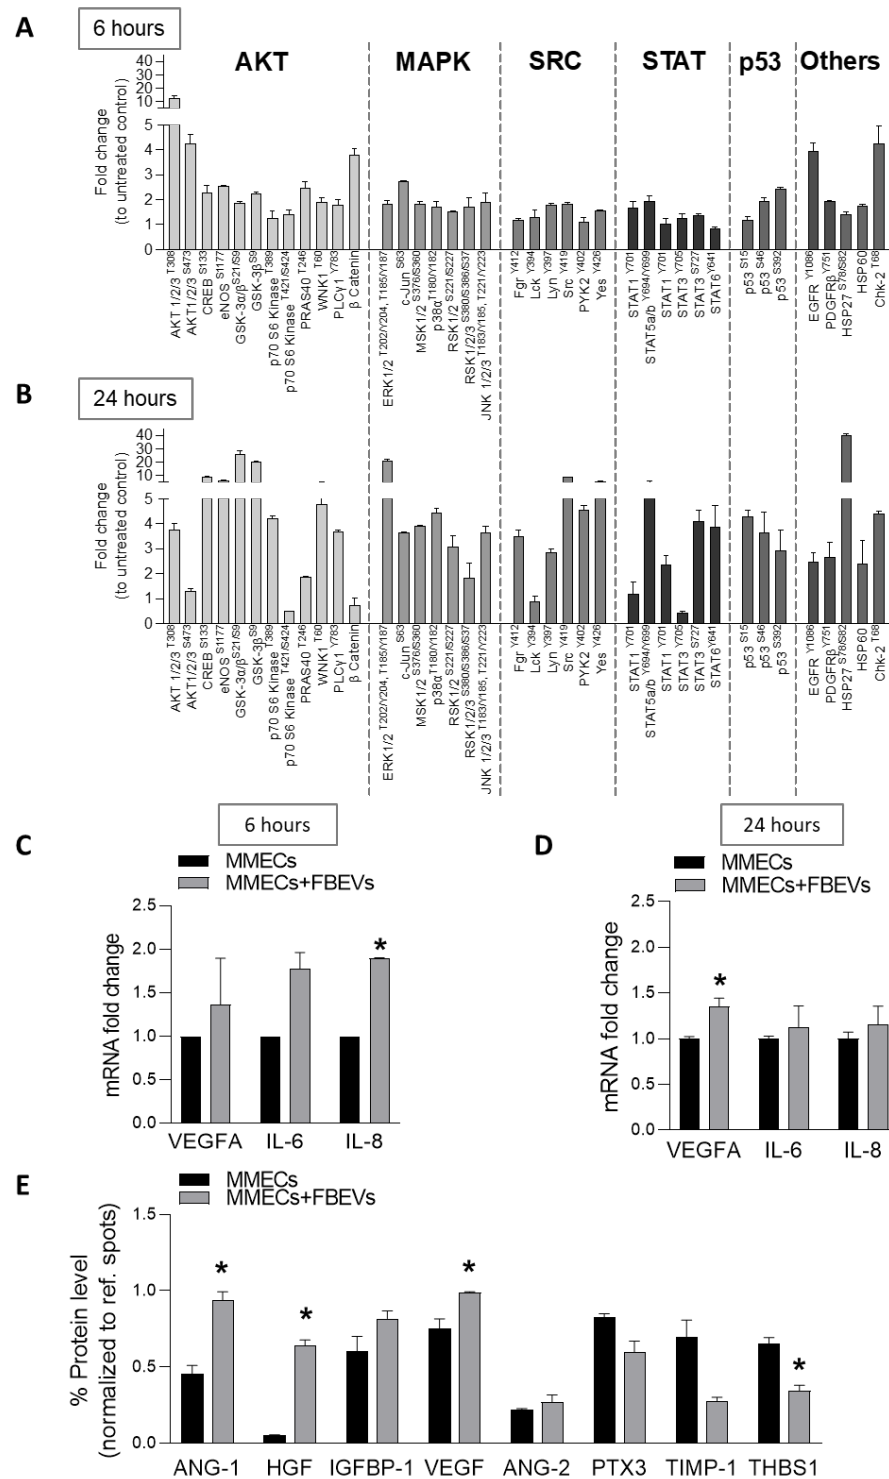 A
6 hours
AKT
MAPK
SRC
STAT
p53
Others
Fold change
(to untreated control)
40
30
20
10
5
4
3
2
1
0
AKT 1/2/3 T308
AKT1/2/3 S473
CREB S133
eNOS S1177
GSK-3α/β S21/S9
GSK-3β S9
p70 S6 Kinase T389
p70 S6 Kinase T421/S424
PRAS40 T246
WNK1 T60
PLCγ1 Y783
β Catenin
ERK1/2 T202/Y204, T185/Y187
c-Jun S63
MSK1/2 S376/S360
p38α T180/Y182
RSK1/2 S221/S227
RSK1/2/3 S380/S386/S37
JNK 1/2/3 T183/Y185, T221/Y223
Fgr Y412
Lck Y394
Lyn Y397
Src Y419
PYK2 Y402
Yes Y426
STAT1 Y701
STAT5a/b Y694/Y699
STAT1 Y701
STAT3 Y705
STAT3 S727
STAT6 Y641
p53 S15
p53 S46
p53 S392
EGFR Y1086
PDGFRβ Y751
HSP27 S78/S82
HSP60
Chk-2 T68
B
24 hours
Fold change
(to untreated control)
40
30
20
10
5
4
3
2
1
0
AKT 1/2/3 T308
AKT1/2/3 S473
CREB S133
eNOS S1177
GSK-3α/β S21/S9
GSK-3β S9
p70 S6 Kinase T389
p70 S6 Kinase T421/S424
PRAS40 T246
WNK1 T60
PLCγ1 Y783
β Catenin
ERK1/2 T202/Y204, T185/Y187
c-Jun S63
MSK1/2 S376/S360
p38α T180/Y182
RSK1/2 S221/S227
RSK1/2/3 S380/S386/S37
JNK 1/2/3 T183/Y185, T221/Y223
Fgr Y412
Lck Y394
Lyn Y397
Src Y419
PYK2 Y402
Yes Y426
STAT1 Y701
STAT5a/b Y694/Y699
STAT1 Y701
STAT3 Y705
STAT3 S727
STAT6 Y641
p53 S15
p53 S46
p53 S392
EGFR Y1086
PDGFRβ Y751
HSP27 S78/S82
HSP60
Chk-2 T68
C
6 hours
MMECs
MMECs+FBEVs
mRNA fold change
2.5
2.0
1.5
1.0
0.5
0.0
*
VEGFA IL-6 IL-8
D
24 hours
MMECs
MMECs+FBEVs
mRNA fold change
2.5
2.0
1.5
1.0
0.5
0.0
*
VEGFA IL-6 IL-8
E
MMECs
MMECs+FBEVs
% Protein level
(normalized to ref. spots)
1.5
1.0
0.5
0.0
* * * *
ANG-1 HGF IGFBP-1 VEGF ANG-2 PTX3 TIMP-1 THBS1